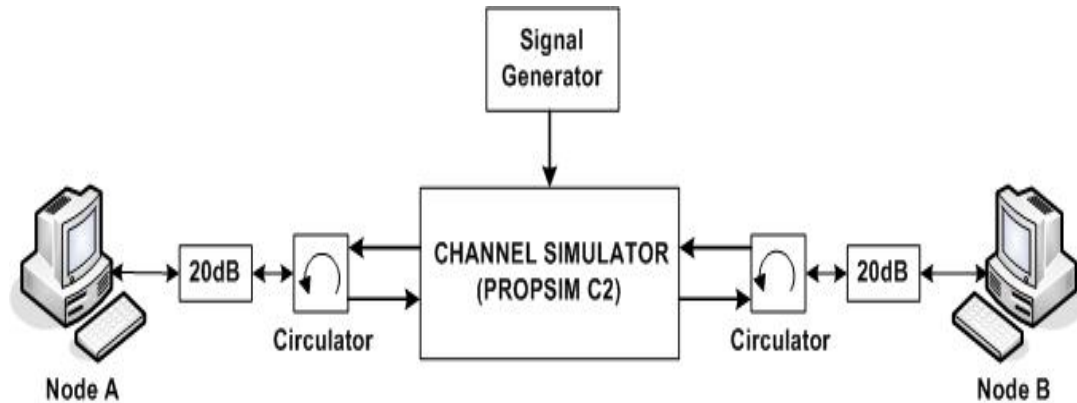 Signal
Generator
CHANNEL SIMULATOR
(PROPSIM C2)
20dB
20dB
Circulator
Circulator
Node A
Node B